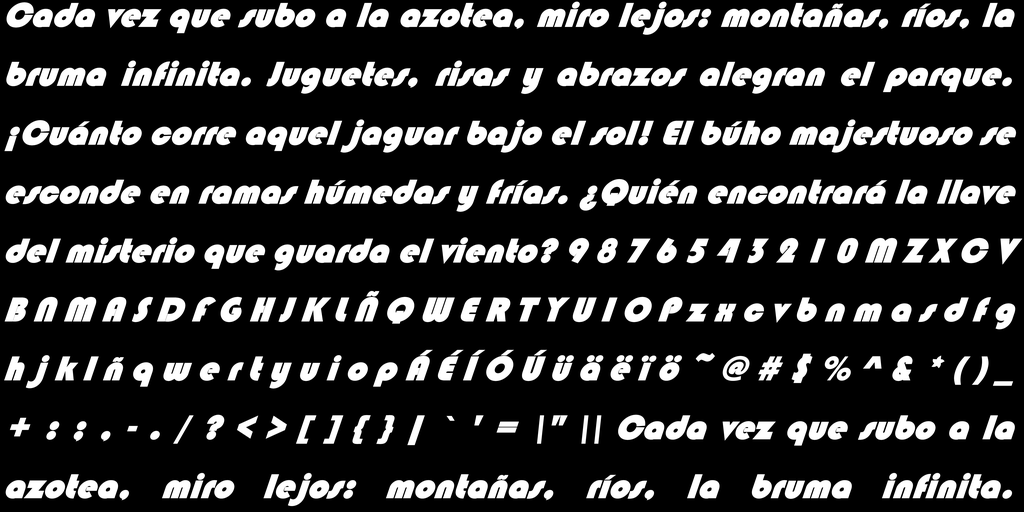 Cada vez que subo a la azotea, miro lejos: montañas, ríos, la
bruma infinita. Juguetes, risas y abrazos alegran el parque.
¡Cuánto corre aquel jaguar bajo el sol! El búho majestuoso se
esconde en ramas húmedas y frías. ¿Quién encontrará la llave
del misterio que guarda el viento? 9 8 7 6 5 4 3 2 1 0 M Z X C V
B N M A S D F G H J K L Ñ Q W E R T Y U I O P z x c v b n m a s d f g
h j k l ñ q w e r t y u i o p Á É Í Ó Ú ü ä ë ï ö ~ @ # $ % ^ & * ( ) _
+ : ; , - . / ? < > [ ] { } | ` ' = \" \| Cada vez que subo a la
azotea, miro lejos: montañas, ríos, la bruma infinita.